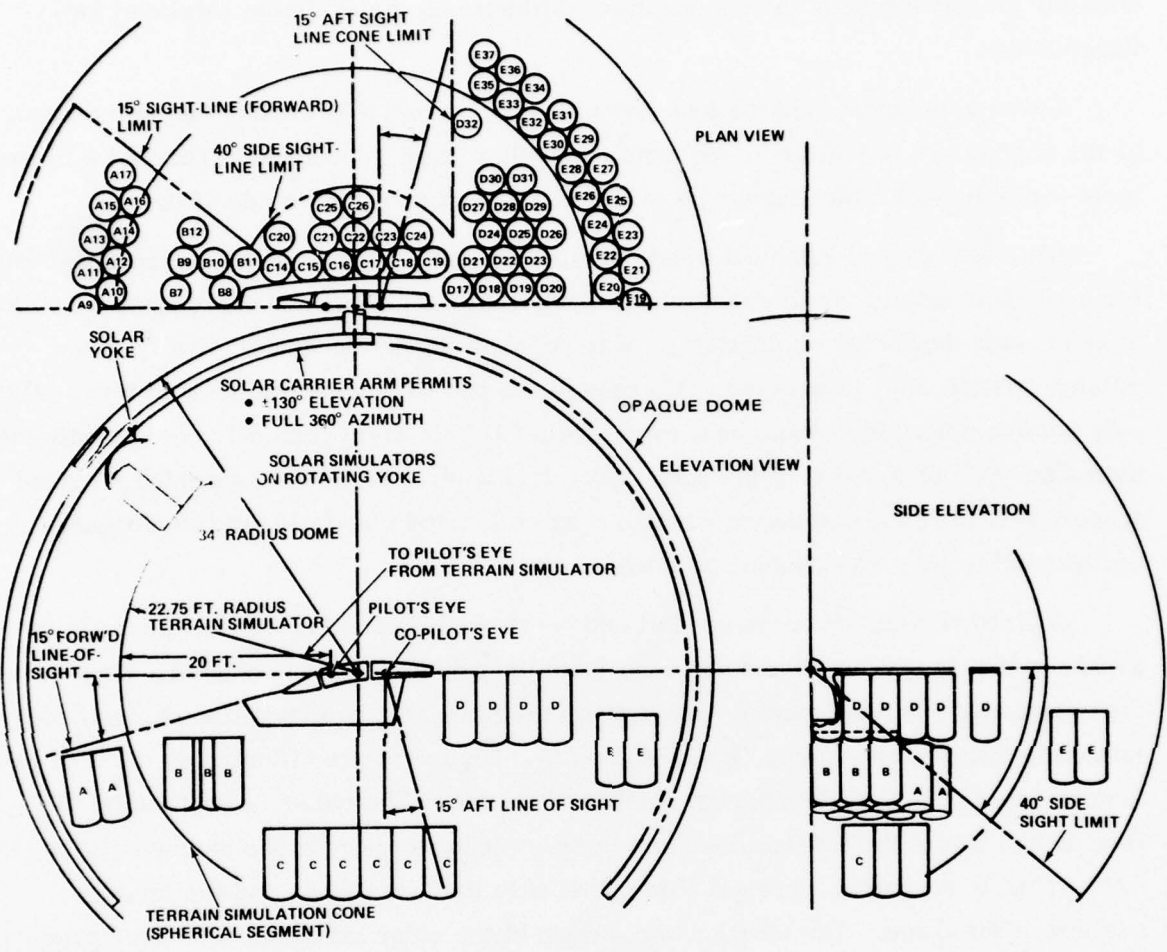 15° AFT SIGHT
LINE CONE LIMIT
15° SIGHT-LINE (FORWARD)
LIMIT
40° SIDE SIGHT-
LINE LIMIT
PLAN VIEW
E37
E36
E35
E34
E33
E31
E32
D32
E29
E30
E28
E27
E26
E25
E24
E23
E22
E21
E20
E19
A17
A15
A16
A13
A14
A11
A12
A9
A10
B12
B9
B10
B11
B7
B8
C25
C26
C20
C21
C22
C23
C24
C14
C15
C16
C17
C18
C19
D30
D31
D27
D28
D29
D24
D25
D26
D21
D22
D23
D17
D18
D19
D20
SOLAR
YOKE
SOLAR CARRIER ARM PERMITS
• ±130° ELEVATION
• FULL 360° AZIMUTH
SOLAR SIMULATORS
ON ROTATING YOKE
34' RADIUS DOME
OPAQUE DOME
ELEVATION VIEW
SIDE ELEVATION
TO PILOT'S EYE
FROM TERRAIN SIMULATOR
22.75 FT. RADIUS
TERRAIN SIMULATOR
PILOT'S EYE
CO-PILOT'S EYE
15° FORW'D
LINE-OF-
SIGHT
20 FT.
D D D D
E E
A A
B B B
15° AFT LINE OF SIGHT
C C C C C C
TERRAIN SIMULATION CONE
(SPHERICAL SEGMENT)
D D D D D
E E
B B B A A
C
40° SIDE
SIGHT LIMIT